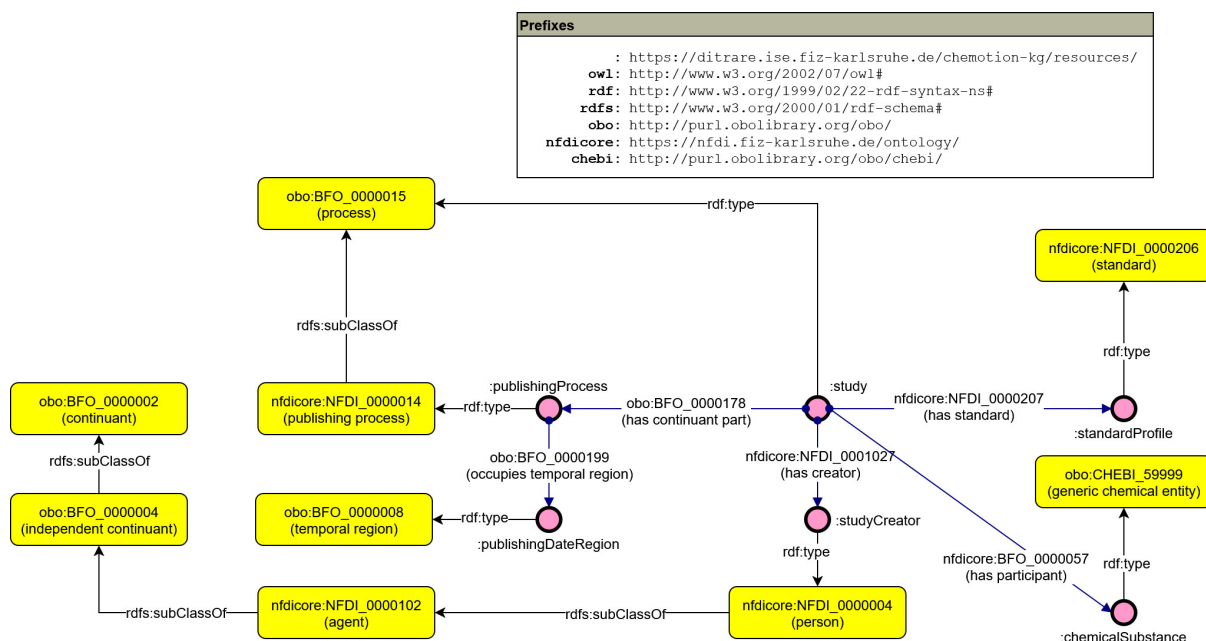 Prefixes
: https://ditrare.ise.fiz-karlsruhe.de/chemotion-kg/resources/
owl: http://www.w3.org/2002/07/owl#
rdf: http://www.w3.org/1999/02/22-rdf-syntax-ns#
rdfs: http://www.w3.org/2000/01/rdf-schema#
obo: http://purl.obolibrary.org/obo/
nfdicore: https://nfdi.fiz-karlsruhe.de/ontology/
chebi: http://purl.obolibrary.org/obo/chebi/
obo:BFO_0000015
(process)
rdf:type
nfdicore:NFDI_0000206
(standard)
rdfs:subClassOf
rdf:type
obo:BFO_0000002
(continuant)
nfdicore:NFDI_0000014
(publishing process)
rdf:type
:publishingProcess
obo:BFO_0000178
(has continuant part)
:study
nfdicore:NFDI_0000207
(has standard)
:standardProfile
rdfs:subClassOf
obo:BFO_0000199
(occupies temporal region)
nfdicore:NFDI_0001027
(has creator)
obo:CHEBI_59999
(generic chemical entity)
obo:BFO_0000004
(independent continuant)
obo:BFO_0000008
(temporal region)
rdf:type
:publishingDateRegion
:studyCreator
rdf:type
nfdicore:BFO_0000057
(has participant)
rdf:type
rdfs:subClassOf
nfdicore:NFDI_0000102
(agent)
rdfs:subClassOf
nfdicore:NFDI_0000004
(person)
:chemicalSubstance